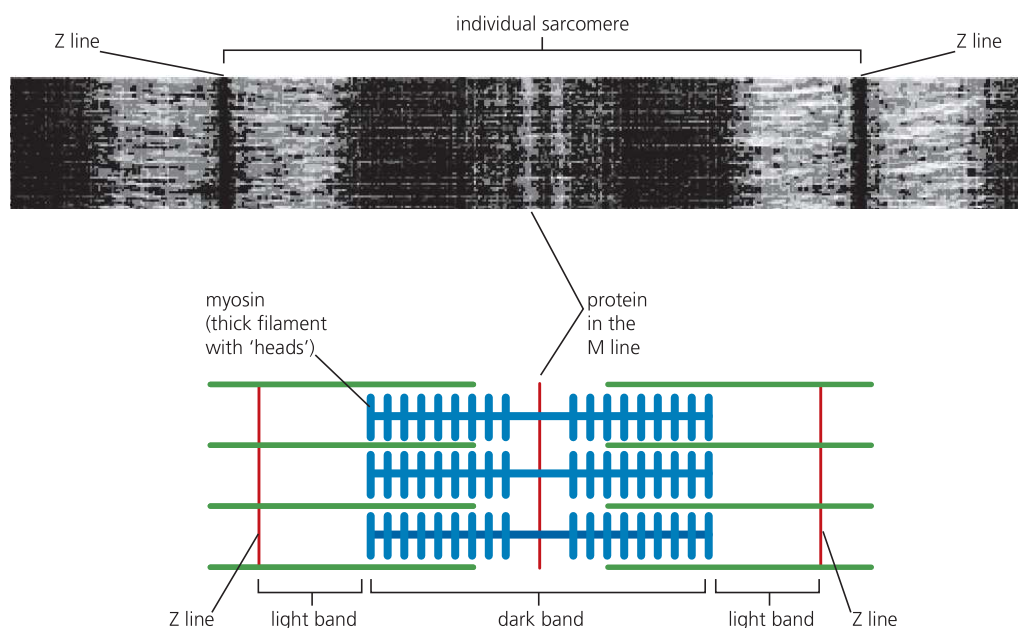 individual sarcomere
Z line
Z line
myosin
(thick filament
with ‘heads’)
protein
in the
M line
Z line
light band
dark band
light band
Z line